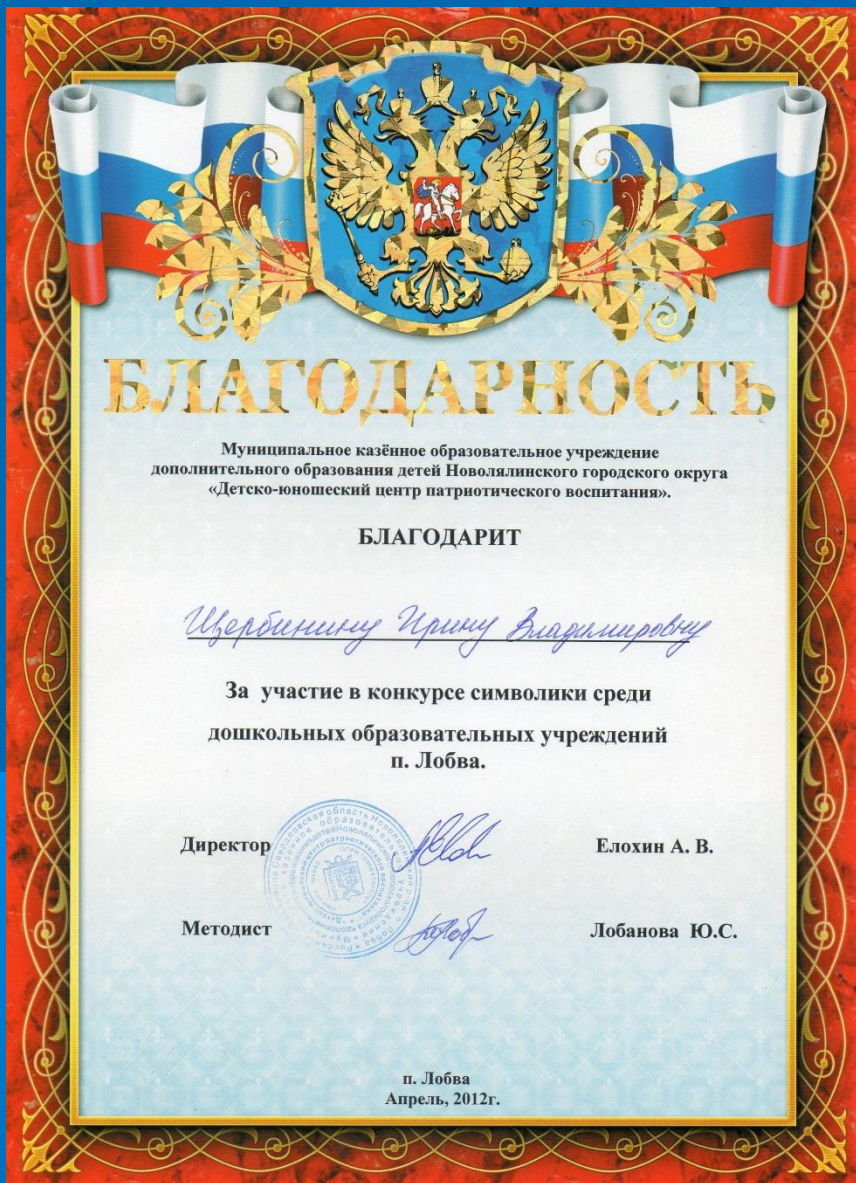 БЛАГОДАРНОСТЬ
Муниципальное казённое образовательное учреждение
дополнительного образования детей Новолялинского городского округа
«Детско-юношеский центр патриотического воспитания».
БЛАГОДАРИТ
Щербинину Ирину Владимировну
За участие в конкурсе символики среди
дошкольных образовательных учреждений
п. Лобва.
Директор
Елохин А. В.
Методист
Лобанова Ю.С.
п. Лобва
Апрель, 2012г.